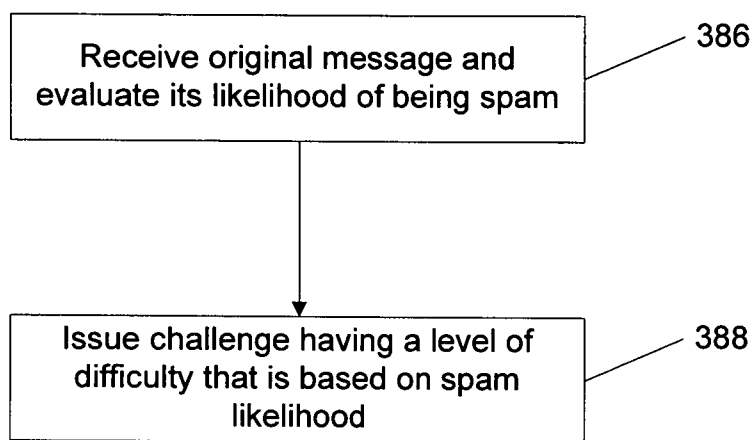 Receive original message and
evaluate its likelihood of being spam
386
Issue challenge having a level of
difficulty that is based on spam
likelihood
388